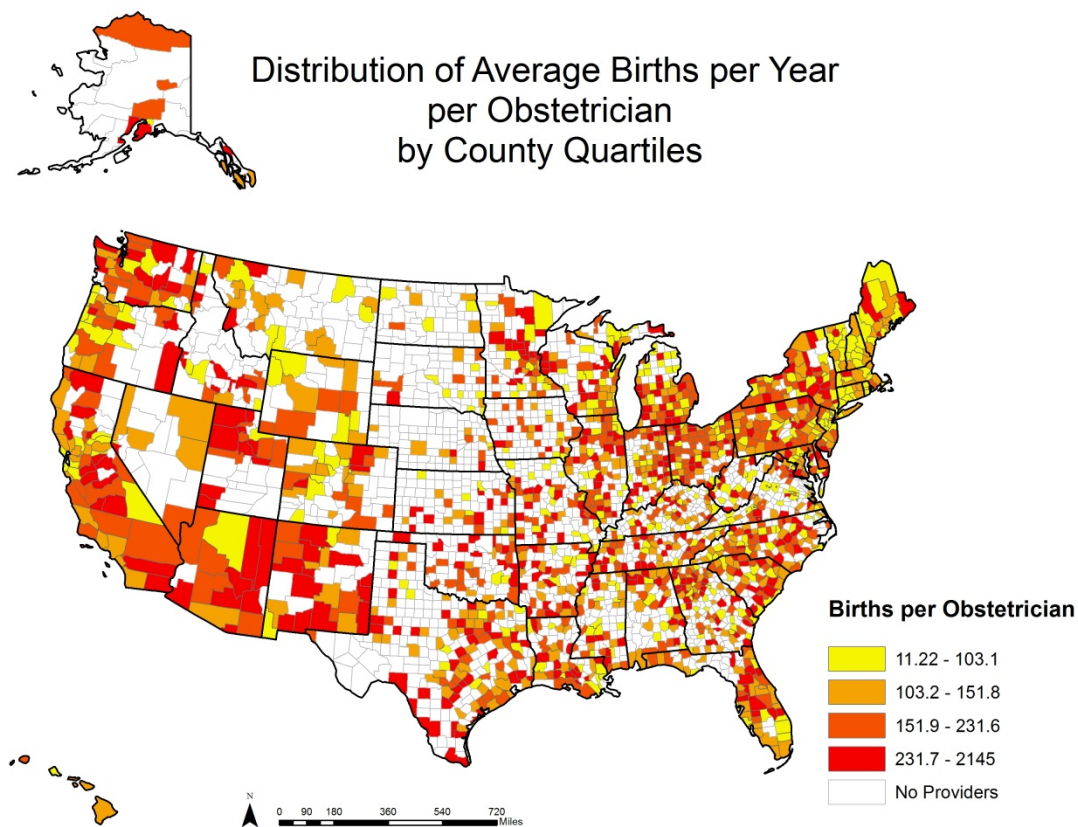 Distribution of Average Births per Year
per Obstetrician
by County Quartiles
Births per Obstetrician
11.22 - 103.1
103.2 - 151.8
151.9 - 231.6
231.7 - 2145
No Providers
N
0 90 180 360 540 720
Miles